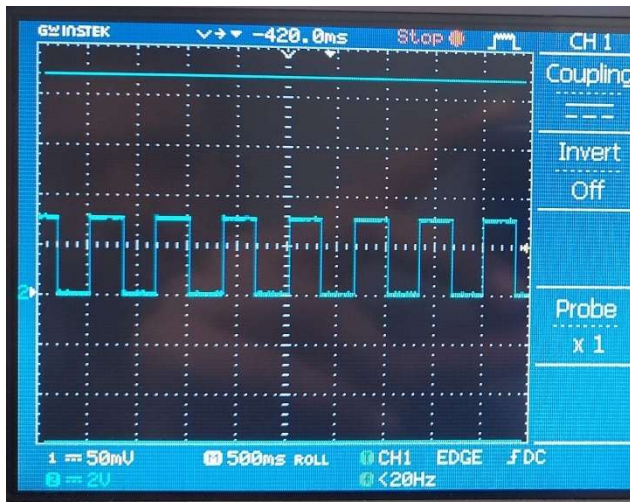 GW INSTEK -420.0ms Stop CH 1
Coupling
Invert
Off
2
Probe
x 1
1 50mV M 500ms ROLL T CH1 EDGE DC
2 2V <20Hz